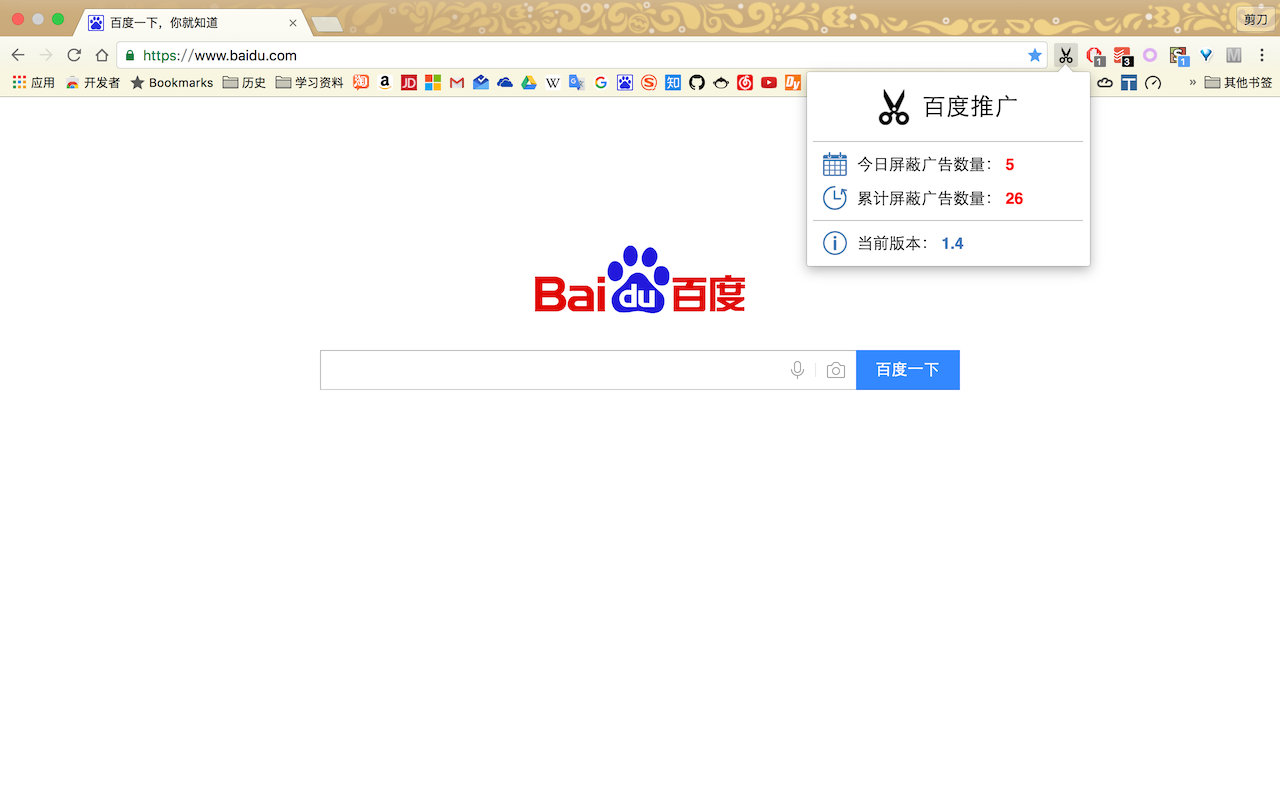 百度一下，你就知道
剪刀
https://www.baidu.com
1
3
1
应用
开发者
Bookmarks
历史
学习资料
其他书签
百度推广
今日屏蔽广告数量： 5
累计屏蔽广告数量： 26
当前版本： 1.4
Bai du 百度
百度一下